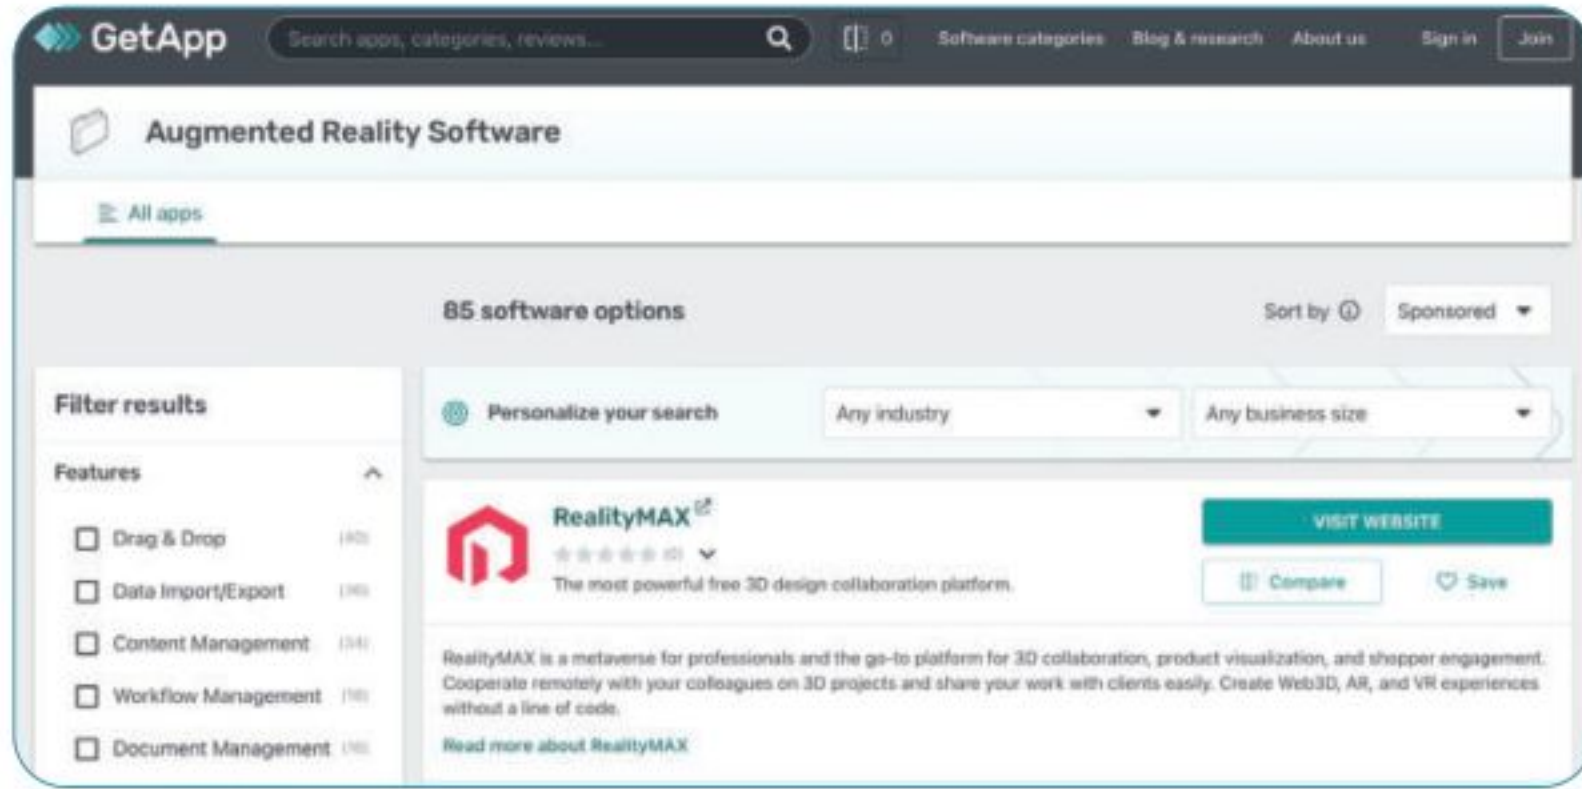 GetApp
Search apps, categories, reviews...
0
Software categories
Blog & research
About us
Sign in
Join
Augmented Reality Software
All apps
85 software options
Sort by
Sponsored
Filter results
Personalize your search
Any industry
Any business size
Features
Drag & Drop
Data Import/Export
Content Management
Workflow Management
Document Management
RealityMAX
(0)
The most powerful free 3D design collaboration platform.
VISIT WEBSITE
Compare
Save
RealityMAX is a metaverse for professionals and the go-to platform for 3D collaboration, product visualization, and shopper engagement.
Cooperate remotely with your colleagues on 3D projects and share your work with clients easily. Create Web3D, AR, and VR experiences
without a line of code.
Read more about RealityMAX